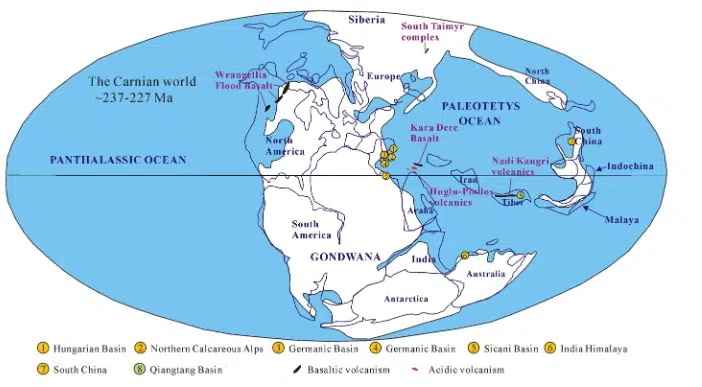 Siberia
South Taimyr
complex
The Carnian world
~237-227 Ma
Wrangellia
Flood Basalt
Europe
North
China
PALEOTETYS
OCEAN
North
America
Kara Dere
Basalt
South
China
PANTHALASSIC OCEAN
Nadi Kangri
volcanics
Indochina
Iran
Huglu-Pindos
volcanics
Tibet
Arabia
Malaya
South
America
GONDWANA
India
6
Australia
Antarctica
1 Hungarian Basin 2 Northern Calcareous Alps 3 Germanic Basin 4 Germanic Basin 5 Sicani Basin 6 India Himalaya
7 South China 8 Qiangtang Basin Basaltic volcanism Acidic volcanism